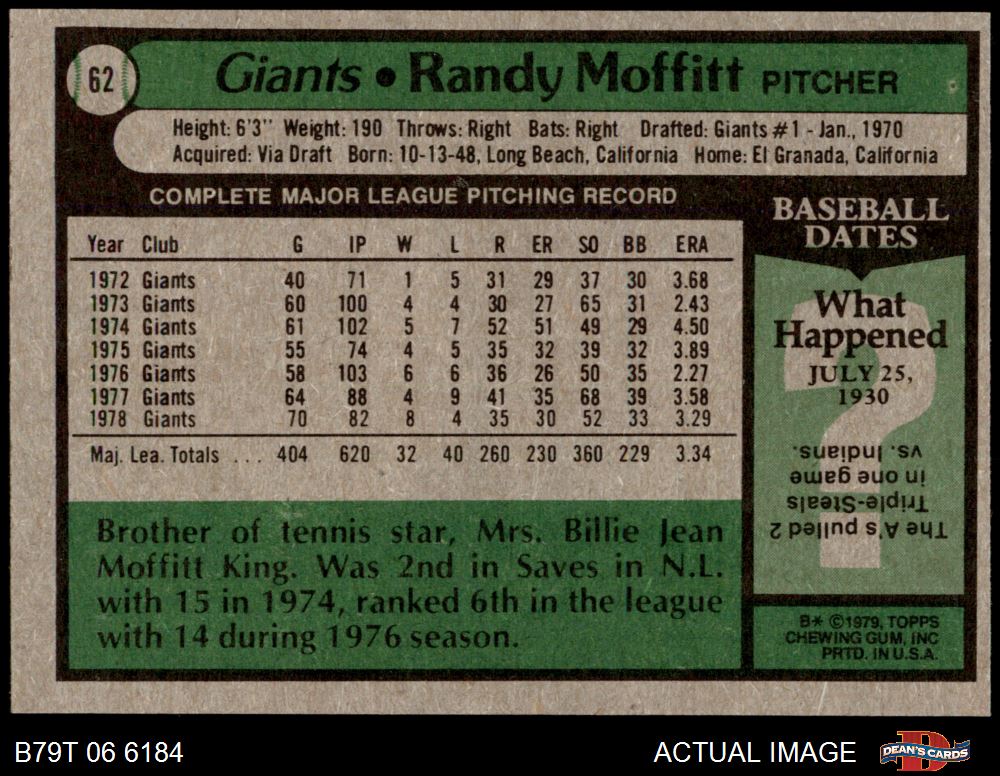 62
Giants • Randy Moffitt PITCHER
Height: 6'3" Weight: 190 Throws: Right Bats: Right Drafted: Giants #1 - Jan., 1970
Acquired: Via Draft Born: 10-13-48, Long Beach, California Home: El Granada, California
COMPLETE MAJOR LEAGUE PITCHING RECORD
Year Club G IP W L R ER SO BB ERA
1972 Giants 40 71 1 5 31 29 37 30 3.68
1973 Giants 60 100 4 4 30 27 65 31 2.43
1974 Giants 61 102 5 7 52 51 49 29 4.50
1975 Giants 55 74 4 5 35 32 39 32 3.89
1976 Giants 58 103 6 6 36 26 50 35 2.27
1977 Giants 64 88 4 9 41 35 68 39 3.58
1978 Giants 70 82 8 4 35 30 52 33 3.29
Maj. Lea. Totals ... 404 620 32 40 260 230 360 229 3.34
Brother of tennis star, Mrs. Billie Jean
Moffitt King. Was 2nd in Saves in N.L.
with 15 in 1974, ranked 6th in the league
with 14 during 1976 season.
BASEBALL
DATES
What
Happened
JULY 25,
1930
The A's pulled 2
Triple-Steals
in one game
vs. Indians.
B* ©1979, TOPPS
CHEWING GUM, INC
PRTD. IN U.S.A.
B79T 06 6184
ACTUAL IMAGE
DEAN'S CARDS